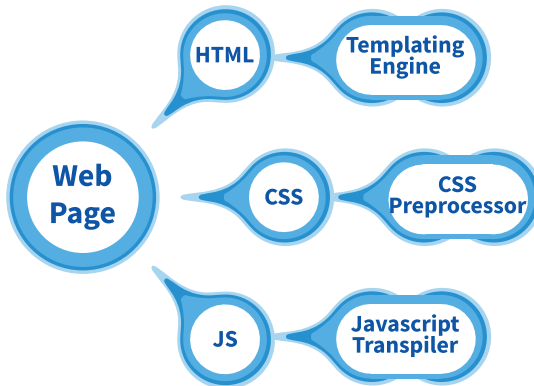 HTML
Templating
Engine
Web
Page
CSS
CSS
Preprocessor
JS
Javascript
Transpiler